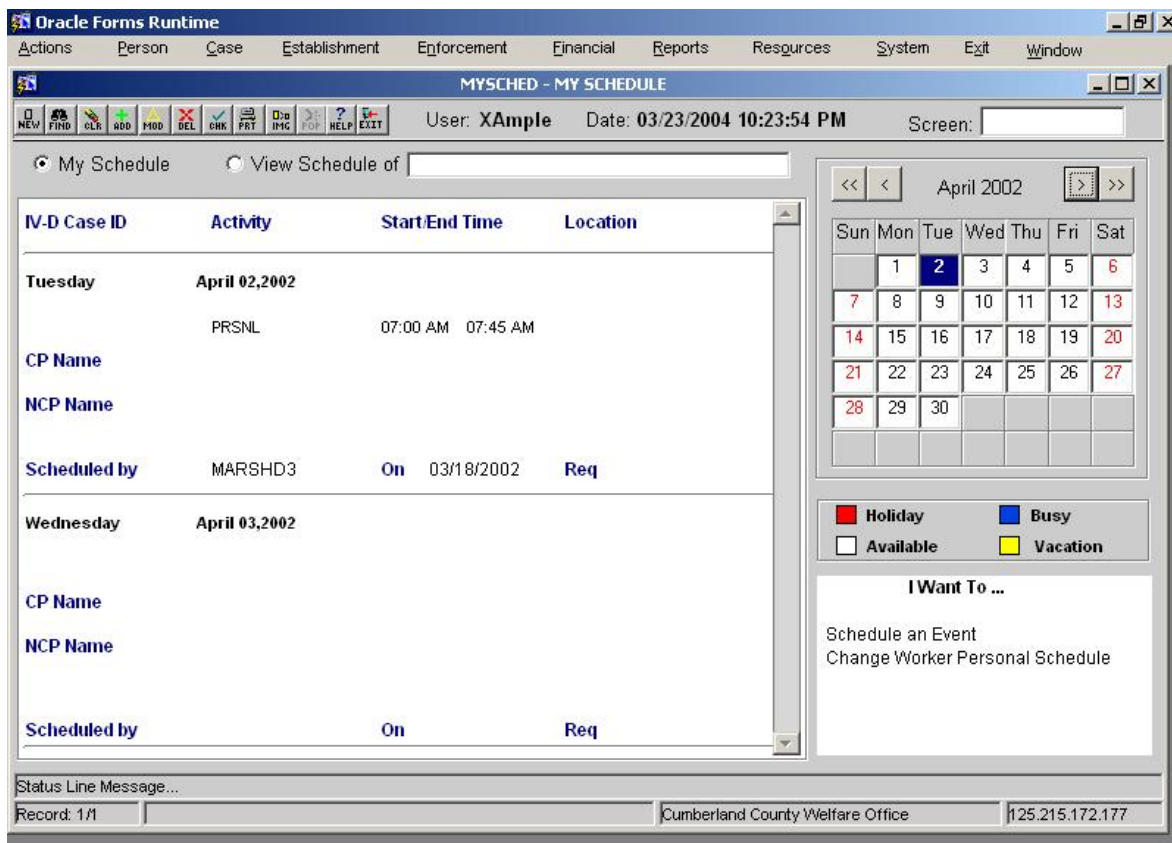 Oracle Forms Runtime
Actions Person Case Establishment Enforcement Financial Reports Resources System Exit Window
MYSCHED - MY SCHEDULE
NEW FIND CLR ADD MOD DEL CHK PRT IMG POP HELP EXIT User: XAmple Date: 03/23/2004 10:23:54 PM Screen:
My Schedule View Schedule of
IV-D Case ID Activity Start/End Time Location
Tuesday April 02,2002
PRSNL 07:00 AM 07:45 AM
CP Name
NCP Name
Scheduled by MARSHD3 On 03/18/2002 Req
Wednesday April 03,2002
CP Name
NCP Name
Scheduled by On Req
<< < April 2002 > >>
Sun Mon Tue Wed Thu Fri Sat
1 2 3 4 5 6
7 8 9 10 11 12 13
14 15 16 17 18 19 20
21 22 23 24 25 26 27
28 29 30
Holiday Busy
Available Vacation
I Want To ...
Schedule an Event
Change Worker Personal Schedule
Status Line Message...
Record: 1/1 Cumberland County Welfare Office 125.215.172.177